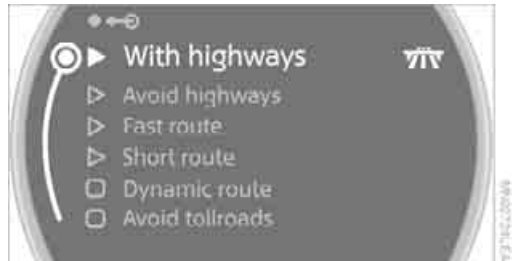 With highways
Avoid highways
Fast route
Short route
Dynamic route
Avoid tollroads